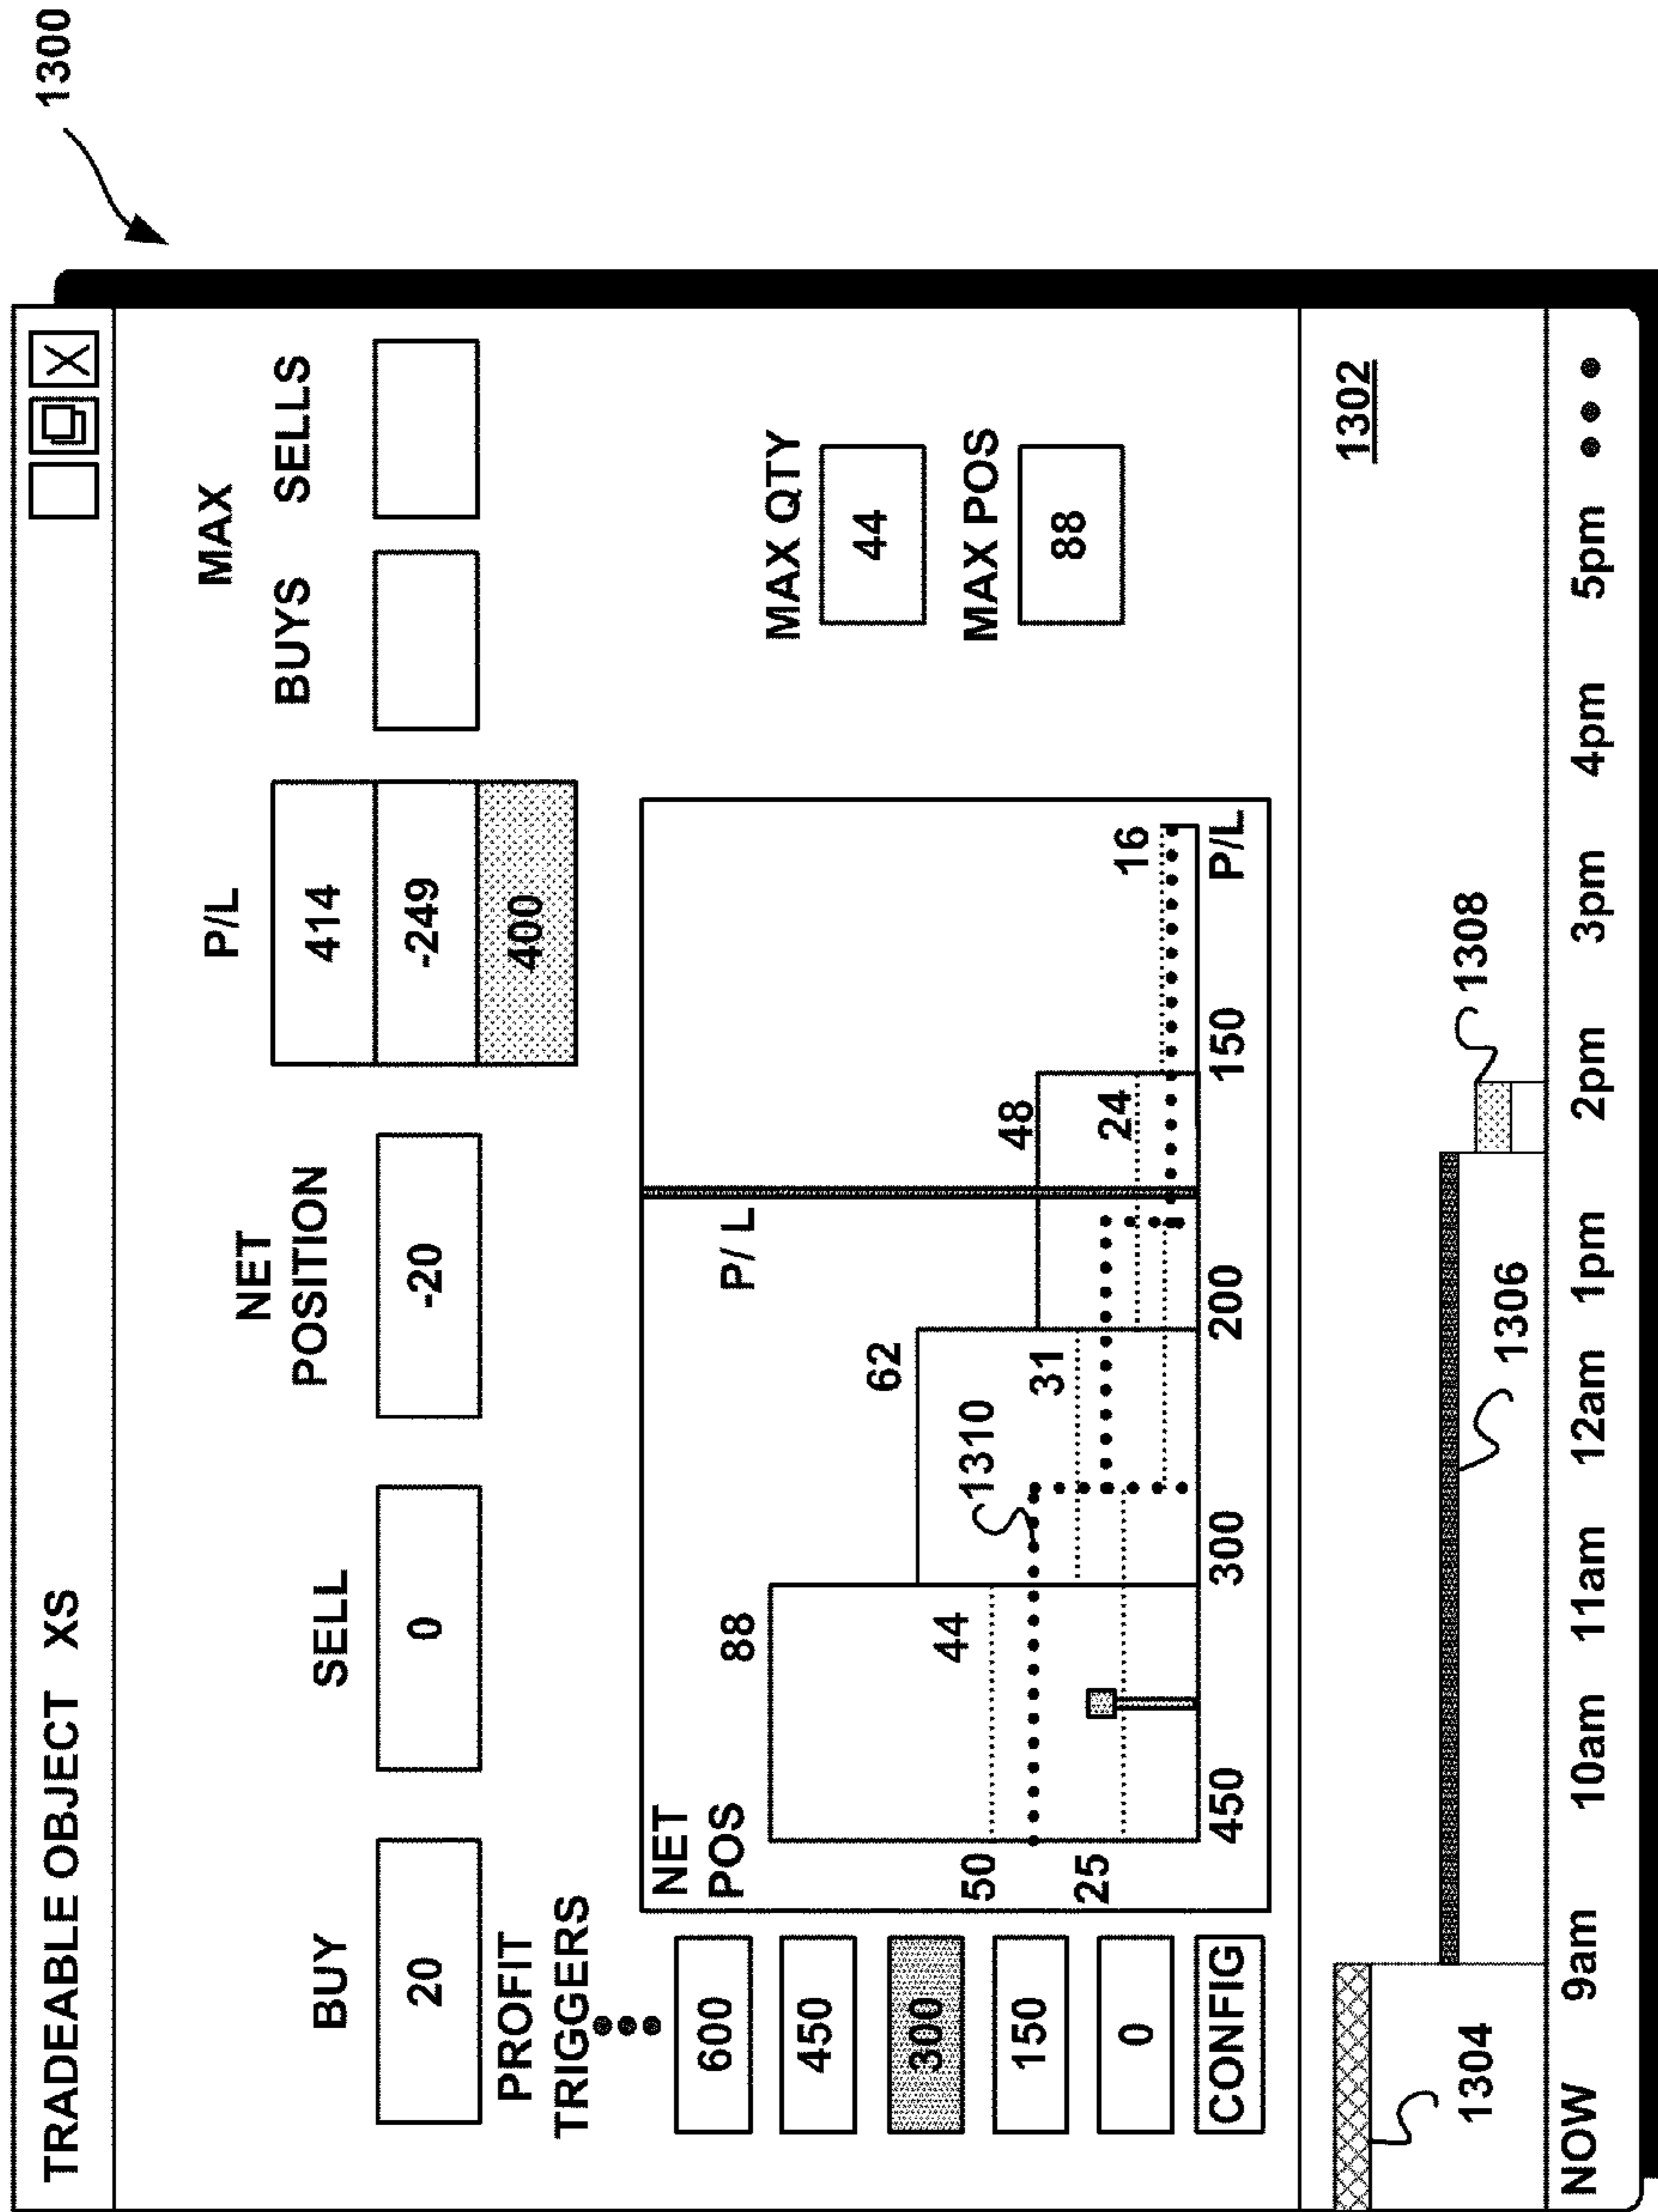 1300
TRADEABLE OBJECT XS
X
MAX
BUY
SELL
NET
POSITION
P/L
BUYS
SELLS
20
0
-20
414
-249
400
PROFIT
TRIGGERS
600
450
300
150
0
CONFIG
NET
POS
P/ L
88
62
48
50
44
1310
31
24
16
25
450
300
200
150
P/L
MAX QTY
44
MAX POS
88
1302
1304
1306
1308
NOW 9am 10am 11am 12am 1pm 2pm 3pm 4pm 5pm